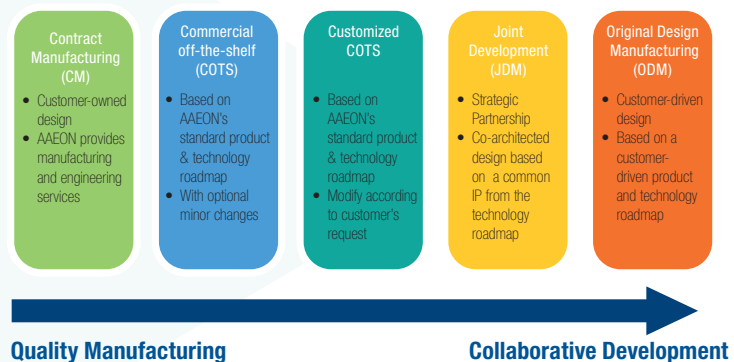 Contract
Manufacturing
(CM)
• Customer-owned
design
• AAEON provides
manufacturing
and engineering
services
Commercial
off-the-shelf
(COTS)
• Based on
AAEON's
standard product
& technology
roadmap
• With optional
minor changes
Customized
COTS
• Based on
AAEON's
standard product
& technology
roadmap
• Modify according
to customer's
request
Joint
Development
(JDM)
• Strategic
Partnership
• Co-architected
design based
on a common
IP from the
technology
roadmap
Original Design
Manufacturing
(ODM)
• Customer-driven
design
• Based on a
customer-
driven product
and technology
roadmap
Quality Manufacturing
Collaborative Development